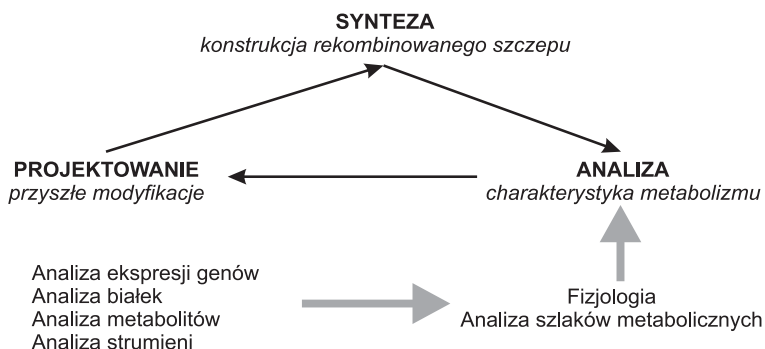 SYNTEZA
konstrukcja rekombinowanego szczepu
PROJEKTOWANIE
przyszłe modyfikacje
ANALIZA
charakterystyka metabolizmu
Analiza ekspresji genów
Analiza białek
Analiza metabolitów
Analiza strumieni
Fizjologia
Analiza szlaków metabolicznych